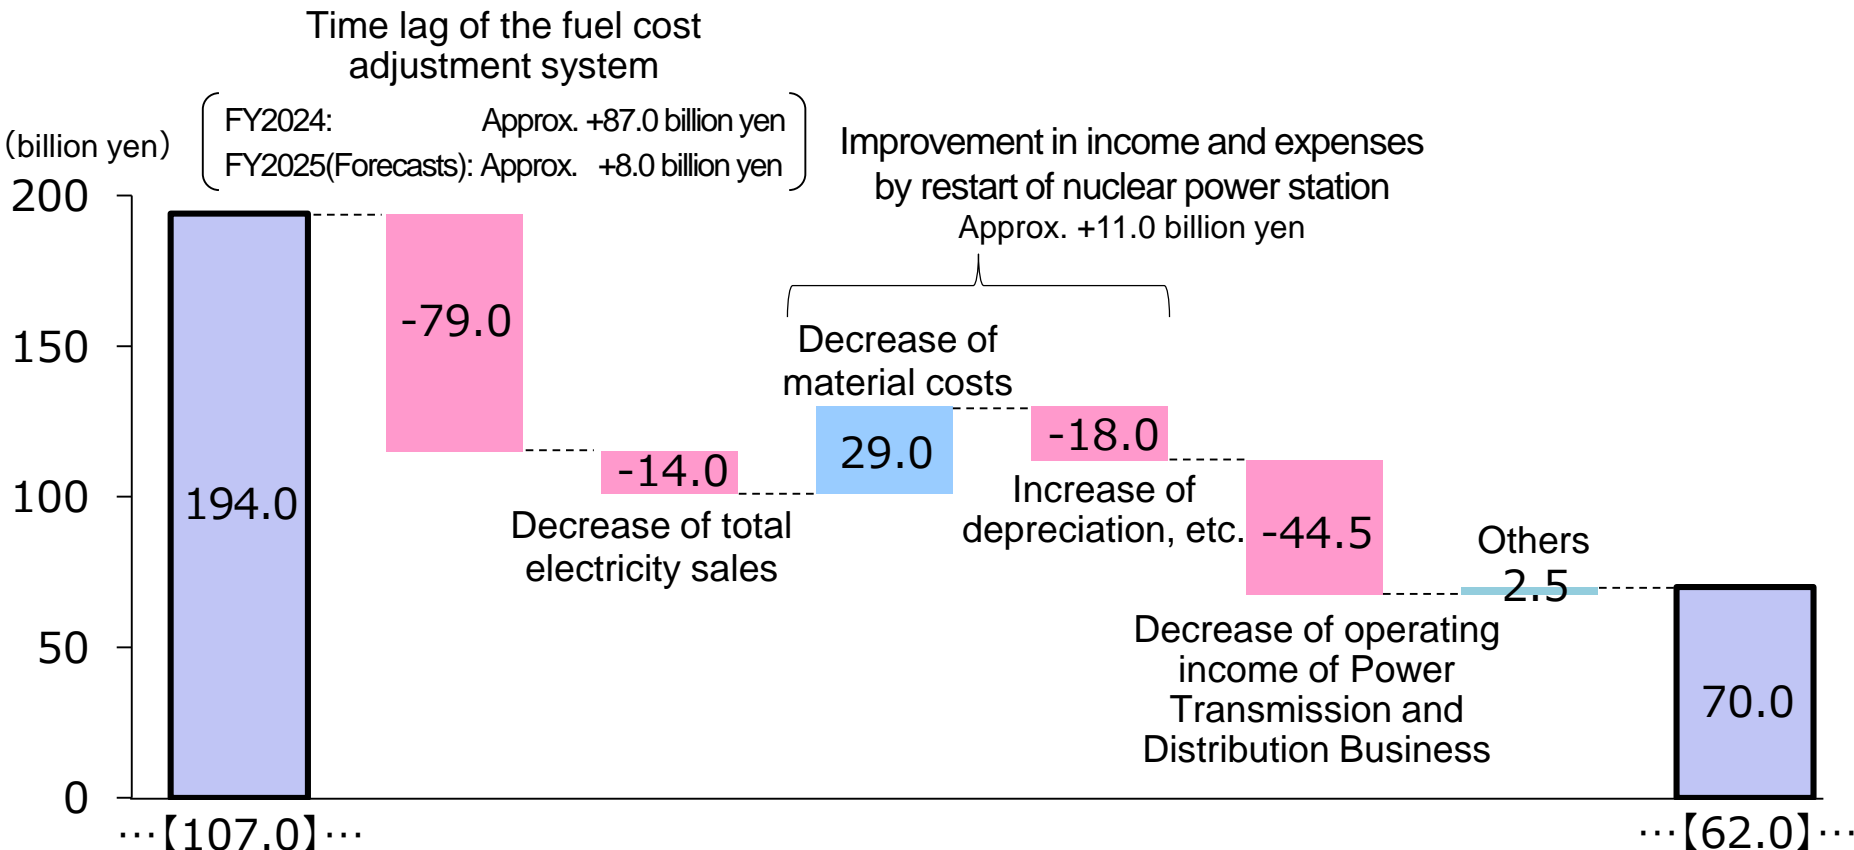 Time lag of the fuel cost
adjustment system
FY2024: Approx. +87.0 billion yen
FY2025(Forecasts): Approx. +8.0 billion yen
(billion yen)
Improvement in income and expenses
by restart of nuclear power station
Approx. +11.0 billion yen
200
150
100
50
0
194.0
-79.0
-14.0
Decrease of total
electricity sales
Decrease of
material costs
29.0
-18.0
Increase of
depreciation, etc.
-44.5
Decrease of operating
income of Power
Transmission and
Distribution Business
Others
2.5
70.0
…【107.0】…
…【62.0】…